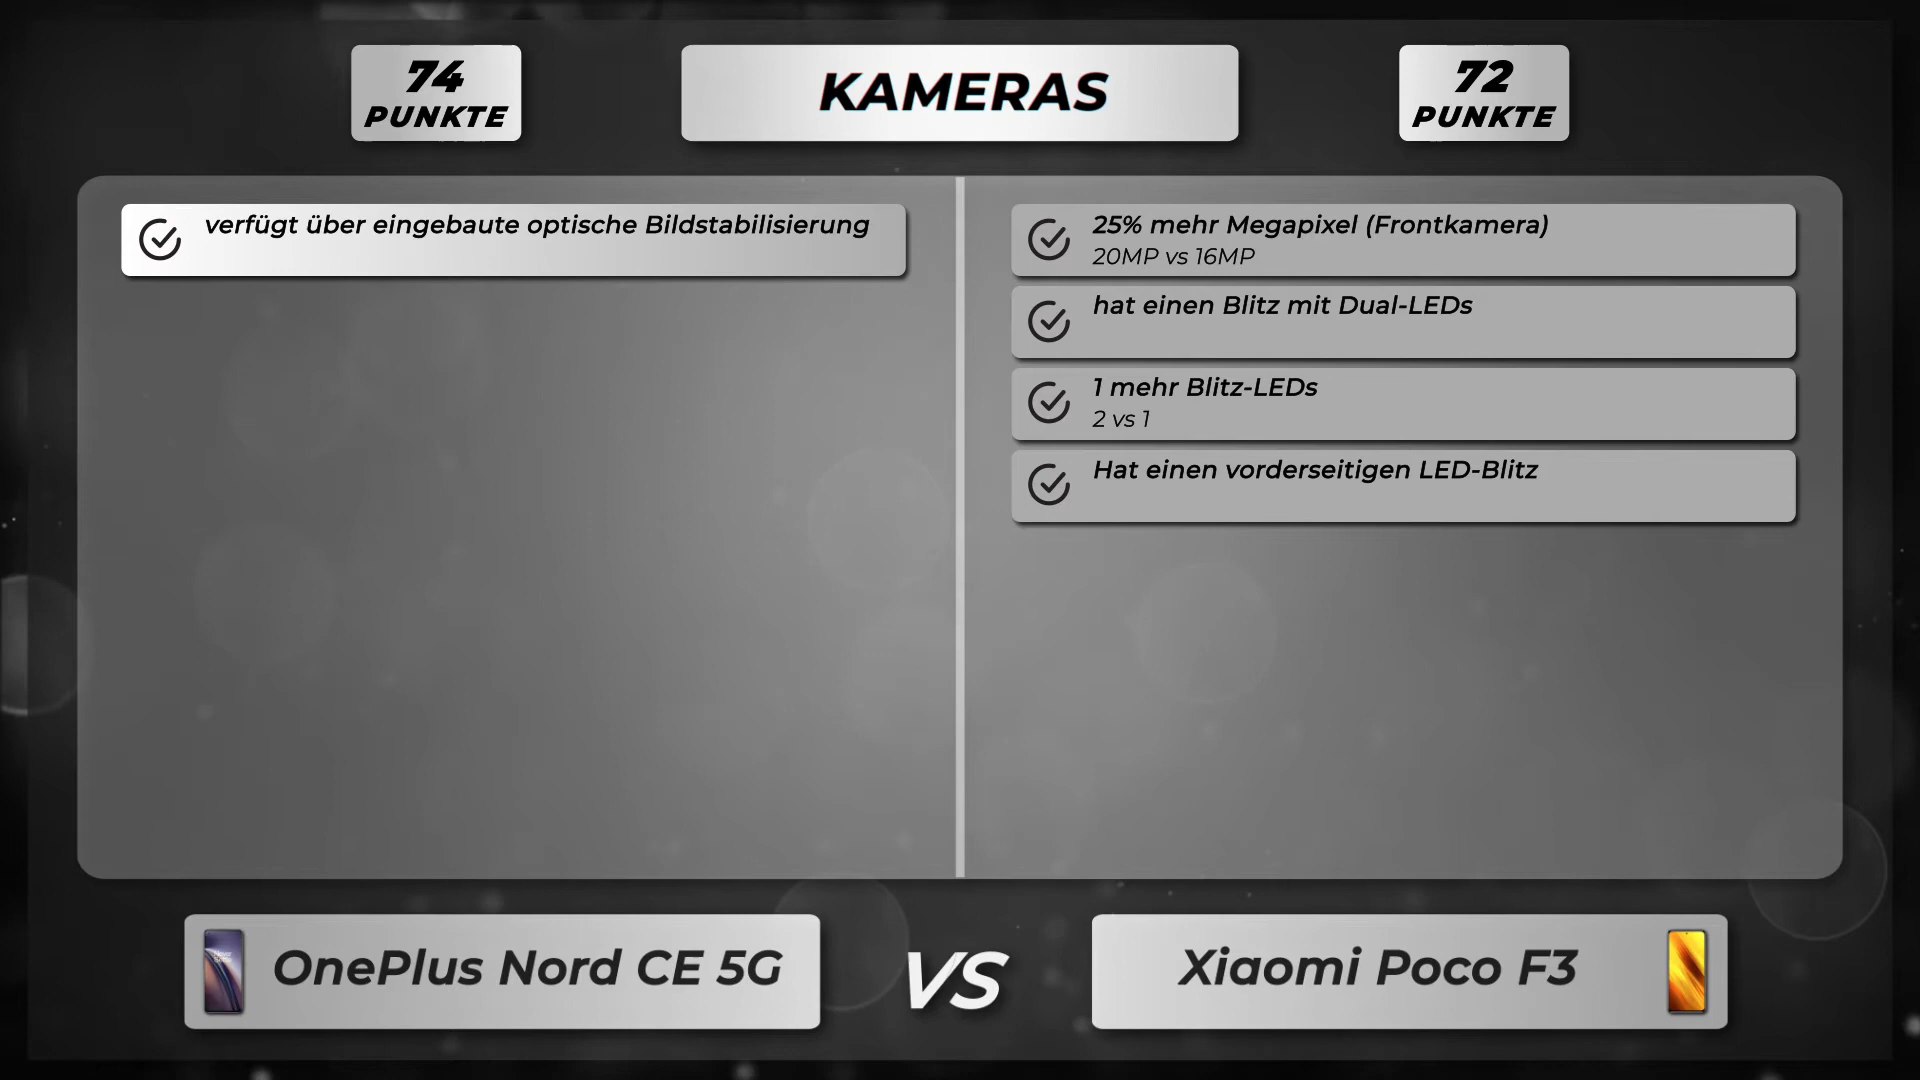 74
PUNKTE
KAMERAS
72
PUNKTE
verfügt über eingebaute optische Bildstabilisierung
25% mehr Megapixel (Frontkamera)
20MP vs 16MP
hat einen Blitz mit Dual-LEDs
1 mehr Blitz-LEDs
2 vs 1
Hat einen vorderseitigen LED-Blitz
OnePlus Nord CE 5G
VS
Xiaomi Poco F3